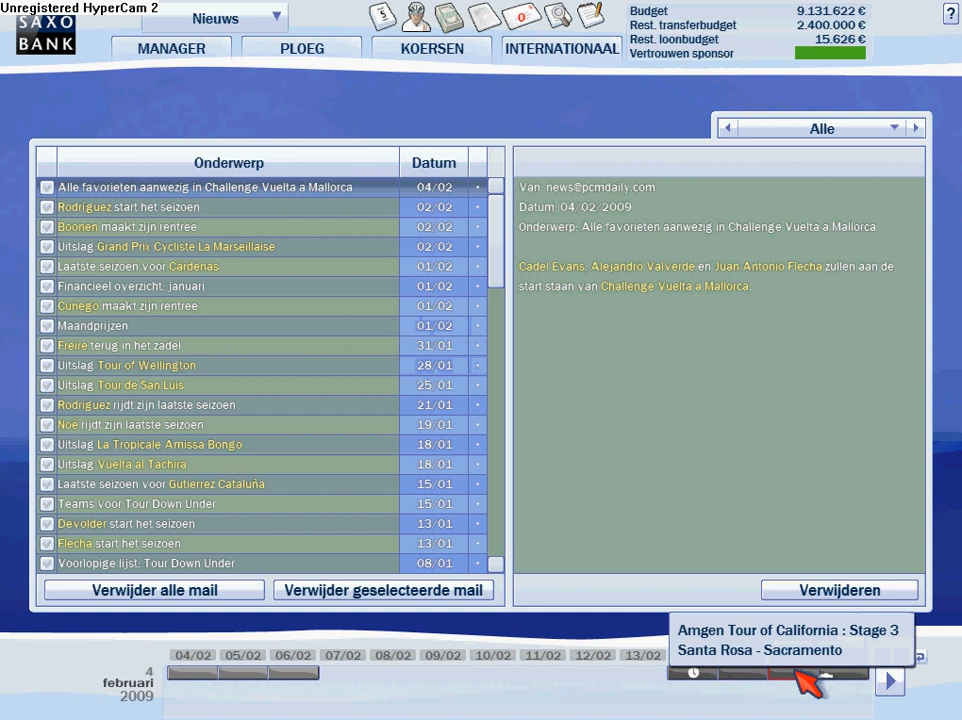 Unregistered HyperCam 2
SAXO
BANK
Nieuws
5
0
Budget 9.131.622 €
Rest. transferbudget 2.400.000 €
Rest. loonbudget 15.626 €
Vertrouwen sponsor
?
MANAGER PLOEG KOERSEN INTERNATIONAAL
Alle
Onderwerp Datum
Alle favorieten aanwezig in Challenge Vuelta a Mallorca 04/02
Rodríguez start het seizoen 02/02
Boonen maakt zijn rentree 02/02
Uitslag Grand Prix Cycliste La Marseillaise 02/02
Laatste seizoen voor Cárdenas 01/02
Financieel overzicht: januari 01/02
Cunego maakt zijn rentree 01/02
Maandprijzen 01/02
Freire terug in het zadel 31/01
Uitslag Tour of Wellington 28/01
Uitslag Tour de San Luis 25/01
Rodriguez rijdt zijn laatste seizoen 21/01
Noè rijdt zijn laatste seizoen 19/01
Uitslag La Tropicale Amissa Bongo 18/01
Uitslag Vuelta al Tachira 18/01
Laatste seizoen voor Gutierrez Cataluña 15/01
Teams voor Tour Down Under 15/01
Devolder start het seizoen 13/01
Flecha start het seizoen 13/01
Voorlopige lijst: Tour Down Under 08/01
Van: news@pcmdaily.com
Datum: 04/02/2009
Onderwerp: Alle favorieten aanwezig in Challenge Vuelta a Mallorca
Cadel Evans, Alejandro Valverde en Juan Antonio Flecha zullen aan de
start staan van Challenge Vuelta a Mallorca.
Verwijder alle mail Verwijder geselecteerde mail Verwijderen
Amgen Tour of California : Stage 3
Santa Rosa - Sacramento
04/02 05/02 06/02 07/02 08/02 09/02 10/02 11/02 12/02 13/02
4
februari
2009